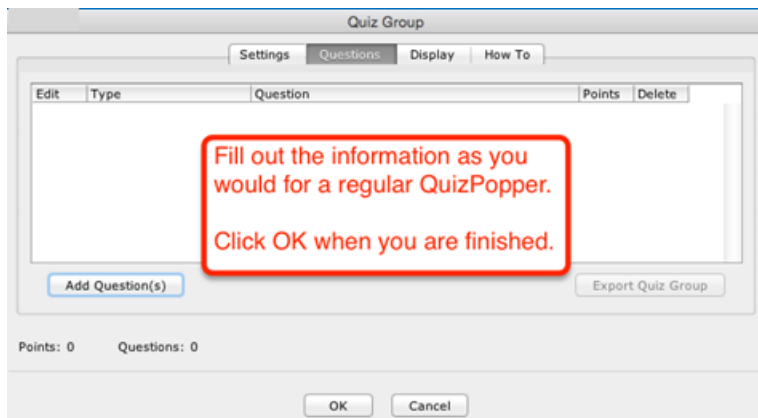 Quiz Group
Settings Questions Display How To
Edit Type Question Points Delete
Fill out the information as you
would for a regular QuizPopper.
Click OK when you are finished.
Add Question(s) Export Quiz Group
Points: 0 Questions: 0
OK Cancel